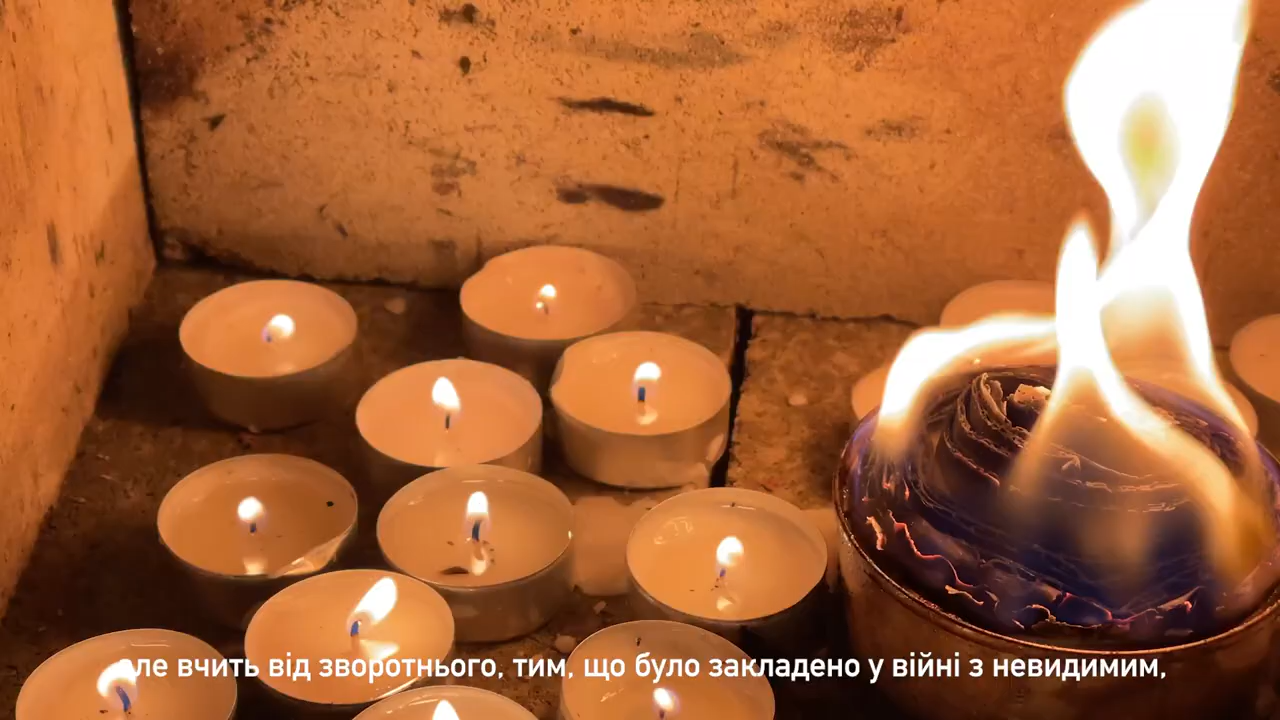 але вчить від зворотнього, тим, що було закладено у війні з невидимим,